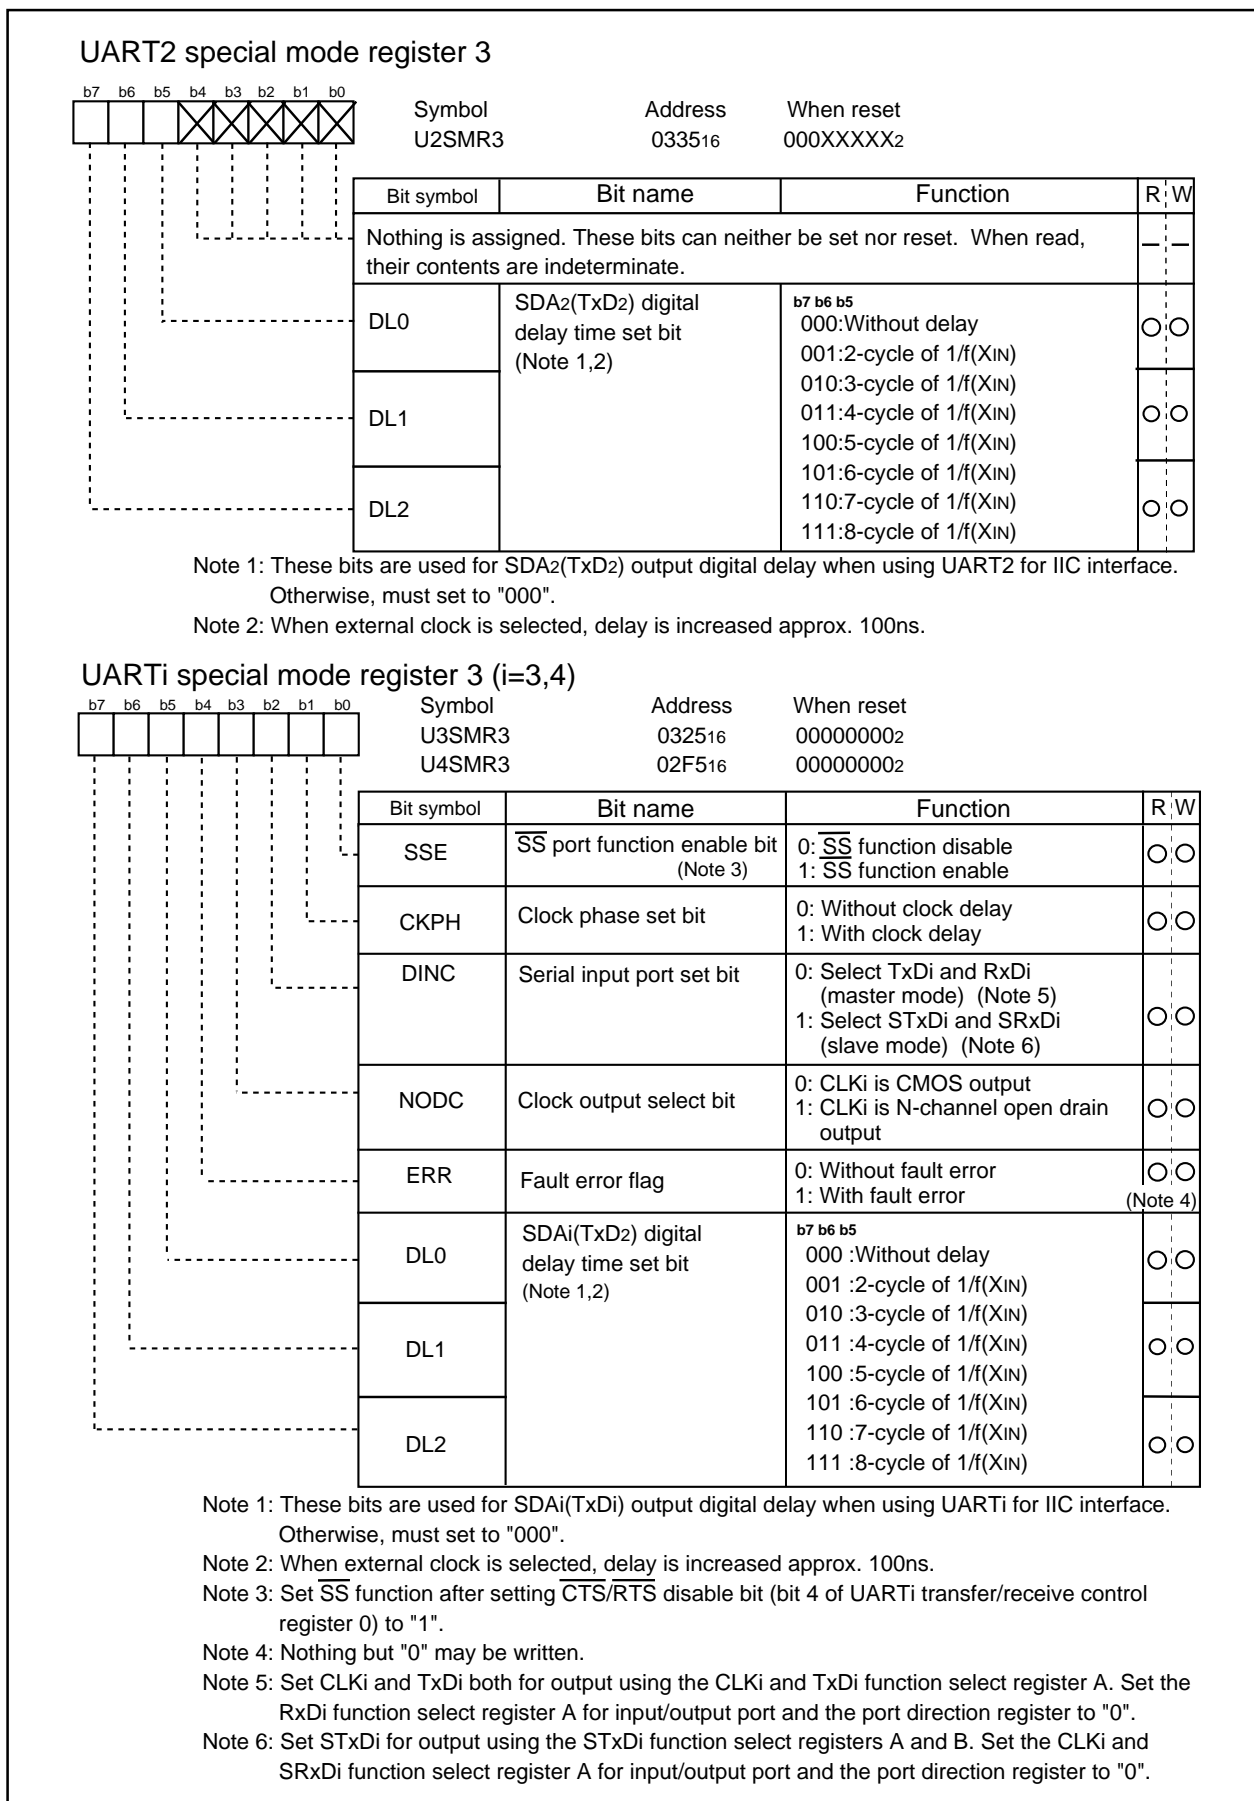 UART2 special mode register 3
b7 b6 b5 b4 b3 b2 b1 b0
Symbol Address When reset
U2SMR3 033516 000XXXXX2
Bit symbol Bit name Function R W
Nothing is assigned. These bits can neither be set nor reset. When read,
their contents are indeterminate.
— —
DL0
SDA2(TxD2) digital
delay time set bit
(Note 1,2)
b7 b6 b5
000:Without delay
001:2-cycle of 1/f(XIN)
010:3-cycle of 1/f(XIN)
DL1
011:4-cycle of 1/f(XIN)
100:5-cycle of 1/f(XIN)
101:6-cycle of 1/f(XIN)
DL2
110:7-cycle of 1/f(XIN)
111:8-cycle of 1/f(XIN)
Note 1: These bits are used for SDA2(TxD2) output digital delay when using UART2 for IIC interface.
Otherwise, must set to "000".
Note 2: When external clock is selected, delay is increased approx. 100ns.
UARTi special mode register 3 (i=3,4)
b7 b6 b5 b4 b3 b2 b1 b0
Symbol Address When reset
U3SMR3 032516 000000002
U4SMR3 02F516 000000002
Bit symbol Bit name Function R W
SSE
SS port function enable bit
(Note 3)
0: SS function disable
1: SS function enable
CKPH
Clock phase set bit
0: Without clock delay
1: With clock delay
DINC
Serial input port set bit
0: Select TxDi and RxDi
(master mode) (Note 5)
1: Select STxDi and SRxDi
(slave mode) (Note 6)
NODC
Clock output select bit
0: CLKi is CMOS output
1: CLKi is N-channel open drain
output
ERR
Fault error flag
0: Without fault error
1: With fault error
(Note 4)
DL0
SDAi(TxD2) digital
delay time set bit
(Note 1,2)
b7 b6 b5
000 :Without delay
001 :2-cycle of 1/f(XIN)
010 :3-cycle of 1/f(XIN)
DL1
011 :4-cycle of 1/f(XIN)
100 :5-cycle of 1/f(XIN)
101 :6-cycle of 1/f(XIN)
DL2
110 :7-cycle of 1/f(XIN)
111 :8-cycle of 1/f(XIN)
Note 1: These bits are used for SDAi(TxDi) output digital delay when using UARTi for IIC interface.
Otherwise, must set to "000".
Note 2: When external clock is selected, delay is increased approx. 100ns.
Note 3: Set SS function after setting CTS/RTS disable bit (bit 4 of UARTi transfer/receive control
register 0) to "1".
Note 4: Nothing but "0" may be written.
Note 5: Set CLKi and TxDi both for output using the CLKi and TxDi function select register A. Set the
RxDi function select register A for input/output port and the port direction register to "0".
Note 6: Set STxDi for output using the STxDi function select registers A and B. Set the CLKi and
SRxDi function select register A for input/output port and the port direction register to "0".